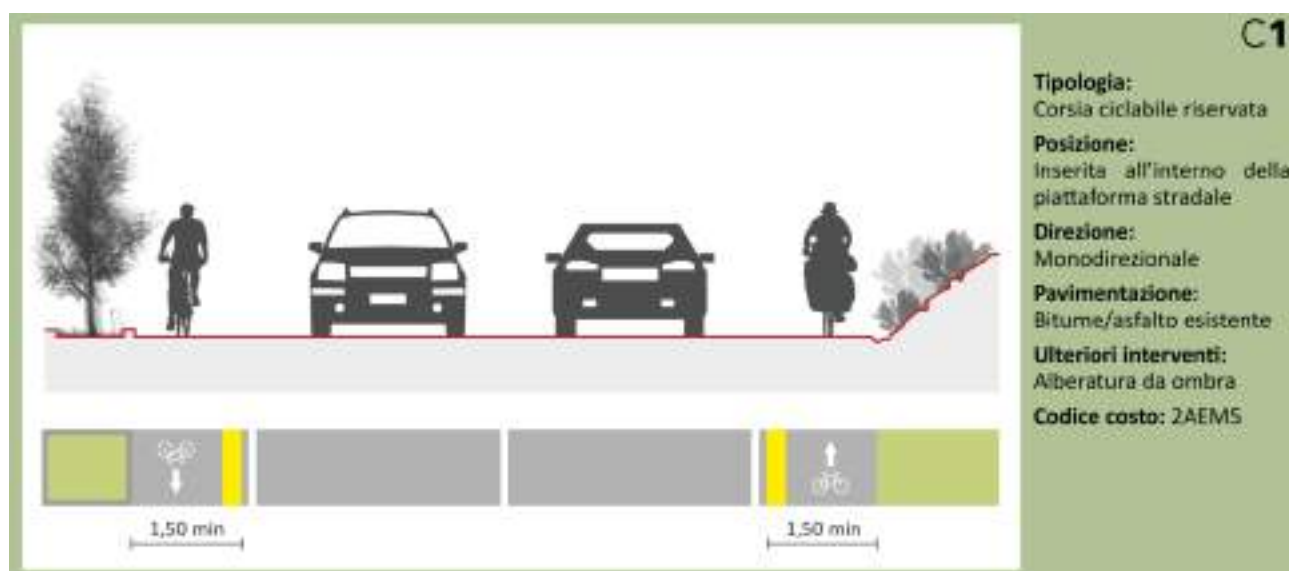 C1
Tipologia:
Corsia ciclabile riservata
Posizione:
Inserita all'interno della
piattaforma stradale
Direzione:
Monodirezionale
Pavimentazione:
Bitume/asfalto esistente
Ulteriori interventi:
Alberatura da ombra
Codice costo: 2AEM5
1,50 min
1,50 min